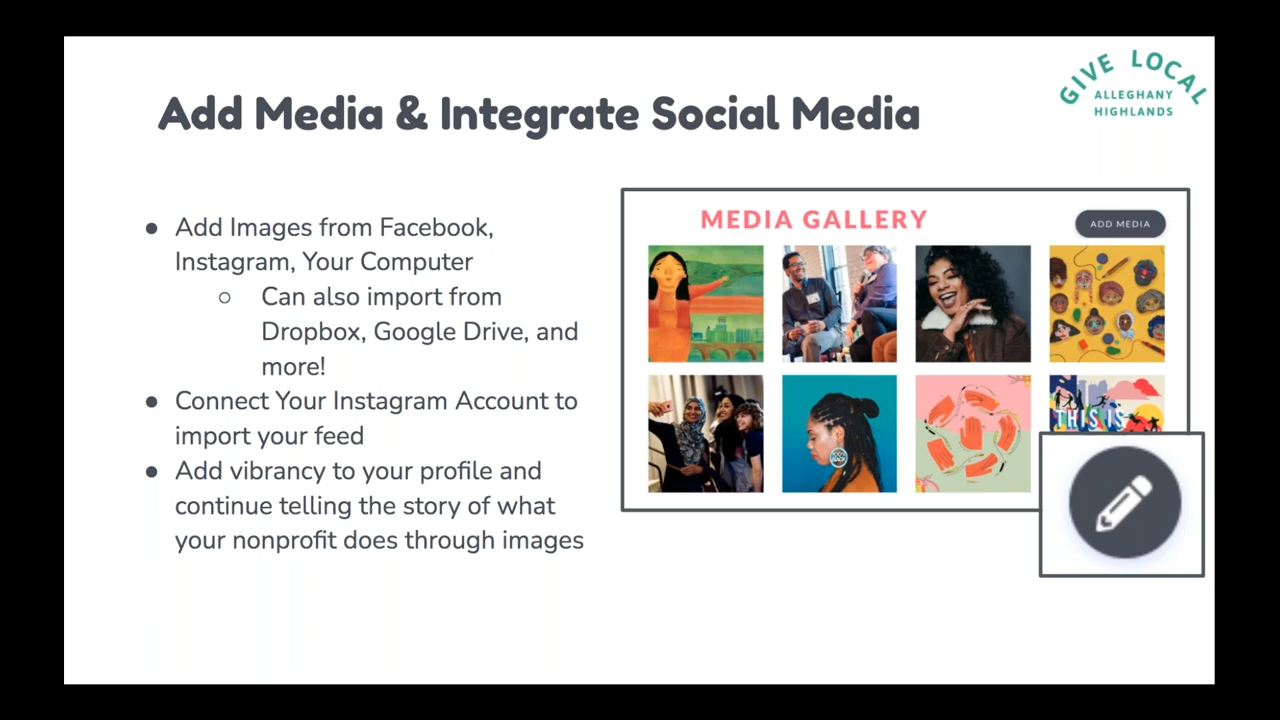 GIVE LOCAL
ALLEGHANY
HIGHLANDS
Add Media & Integrate Social Media
● Add Images from Facebook,
Instagram, Your Computer
○ Can also import from
Dropbox, Google Drive, and
more!
● Connect Your Instagram Account to
import your feed
● Add vibrancy to your profile and
continue telling the story of what
your nonprofit does through images
MEDIA GALLERY
ADD MEDIA
THIS IS